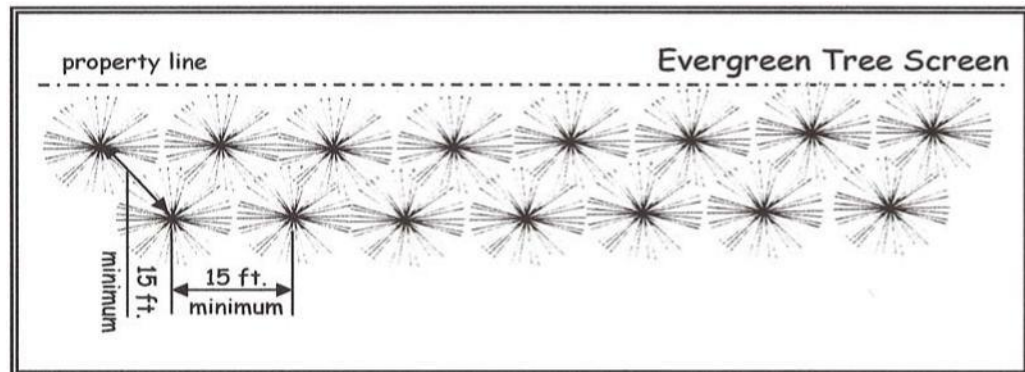 property line
Evergreen Tree Screen
15 ft.
minimum
15 ft.
minimum